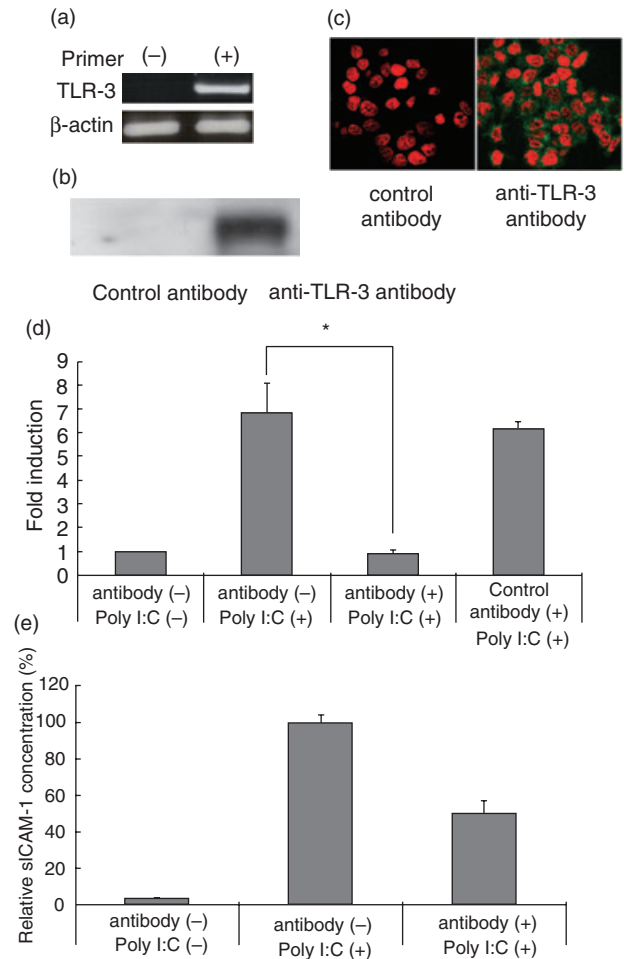 (a)
Primer (–) (+)
TLR-3
β-actin
(b)
Control antibody anti-TLR-3 antibody
(c)
control
antibody
anti-TLR-3
antibody
(d)
*
Fold induction
9
8
7
6
5
4
3
2
1
0
antibody (–)
Poly I:C (–)
antibody (–)
Poly I:C (+)
antibody (+)
Poly I:C (+)
Control
antibody (+)
Poly I:C (+)
(e)
Relative sICAM-1 concentration (%)
120
100
80
60
40
20
0
antibody (–)
Poly I:C (–)
antibody (–)
Poly I:C (+)
antibody (+)
Poly I:C (+)